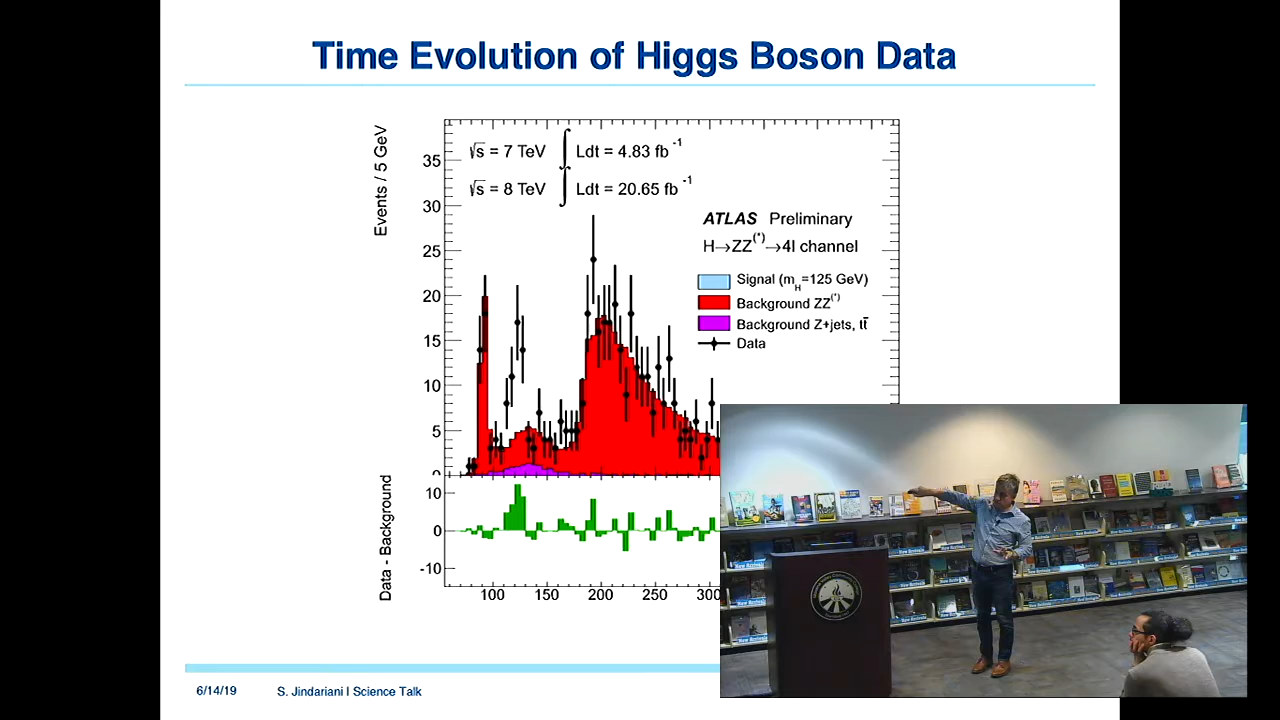 Time Evolution of Higgs Boson Data
Events / 5 GeV
35
30
25
20
15
10
5
0
√s = 7 TeV ∫ Ldt = 4.83 fb⁻¹
√s = 8 TeV ∫ Ldt = 20.65 fb⁻¹
ATLAS Preliminary
H→ZZ(*)→4l channel
Signal (mH=125 GeV)
Background ZZ(*)
Background Z+jets, tt̄
Data
Data - Background
10
0
-10
100 150 200 250 300
6/14/19 S. Jindariani I Science Talk